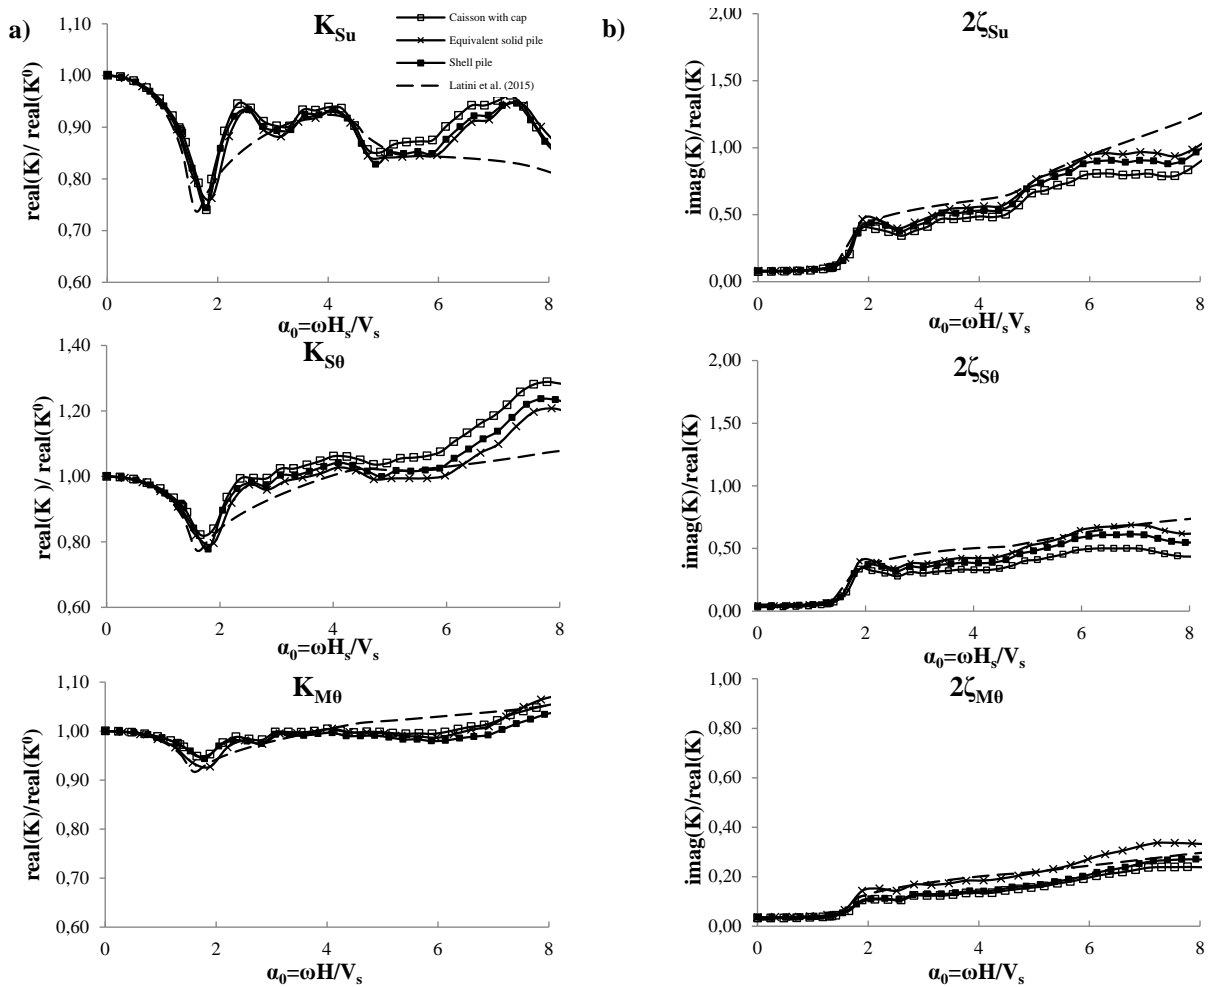 a)
K_Su
Caisson with cap
Equivalent solid pile
Shell pile
Latini et al. (2015)
real(K)/ real(K⁰)
1,10
1,00
0,90
0,80
0,70
0,60
0 2 4 6 8
α₀=ωH_s/V_s
K_Sθ
real(K )/ real(K⁰)
1,40
1,20
1,00
0,80
0,60
0 2 4 6 8
α₀=ωH_s/V_s
K_Mθ
real(K)/real(K⁰)
1,10
1,00
0,90
0,80
0,70
0,60
0 2 4 6 8
α₀=ωH/V_s
b)
2ζ_Su
imag(K)/real(K)
2,00
1,50
1,00
0,50
0,00
0 2 4 6 8
α₀=ωH/_sV_s
2ζ_Sθ
imag(K)/real(K)
2,00
1,50
1,00
0,50
0,00
0 2 4 6 8
α₀=ωH_s/V_s
2ζ_Mθ
imag(K)/real(K)
1,00
0,80
0,60
0,40
0,20
0,00
0 2 4 6 8
α₀=ωH/V_s